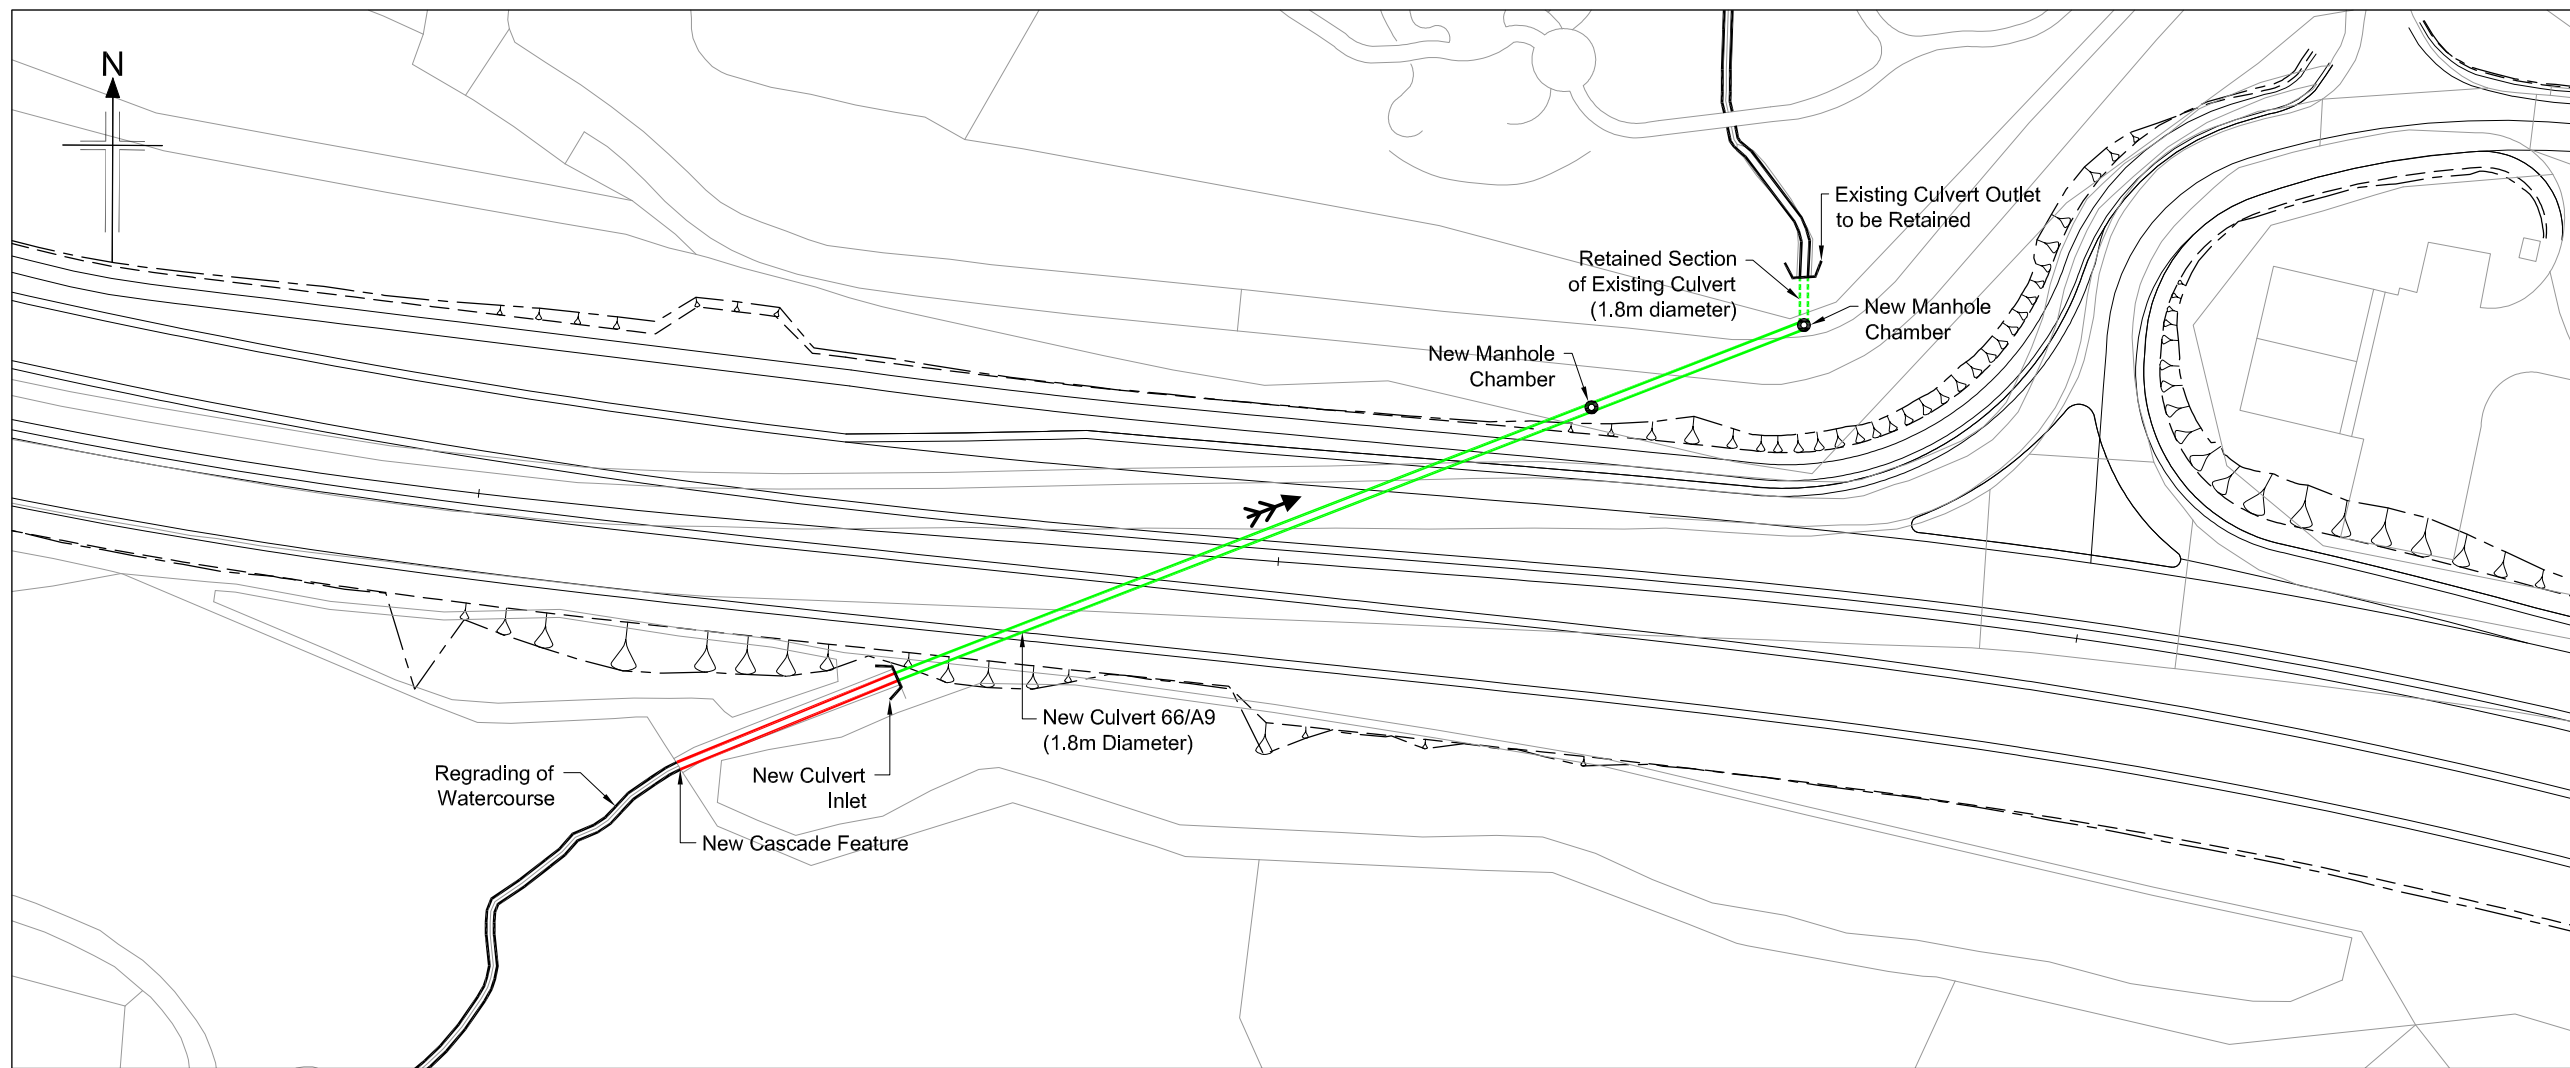 N
Existing Culvert Outlet
to be Retained
Retained Section
of Existing Culvert
(1.8m diameter)
New Manhole
Chamber
New Manhole
Chamber
New Culvert 66/A9
(1.8m Diameter)
Regrading of
Watercourse
New Culvert
Inlet
New Cascade Feature